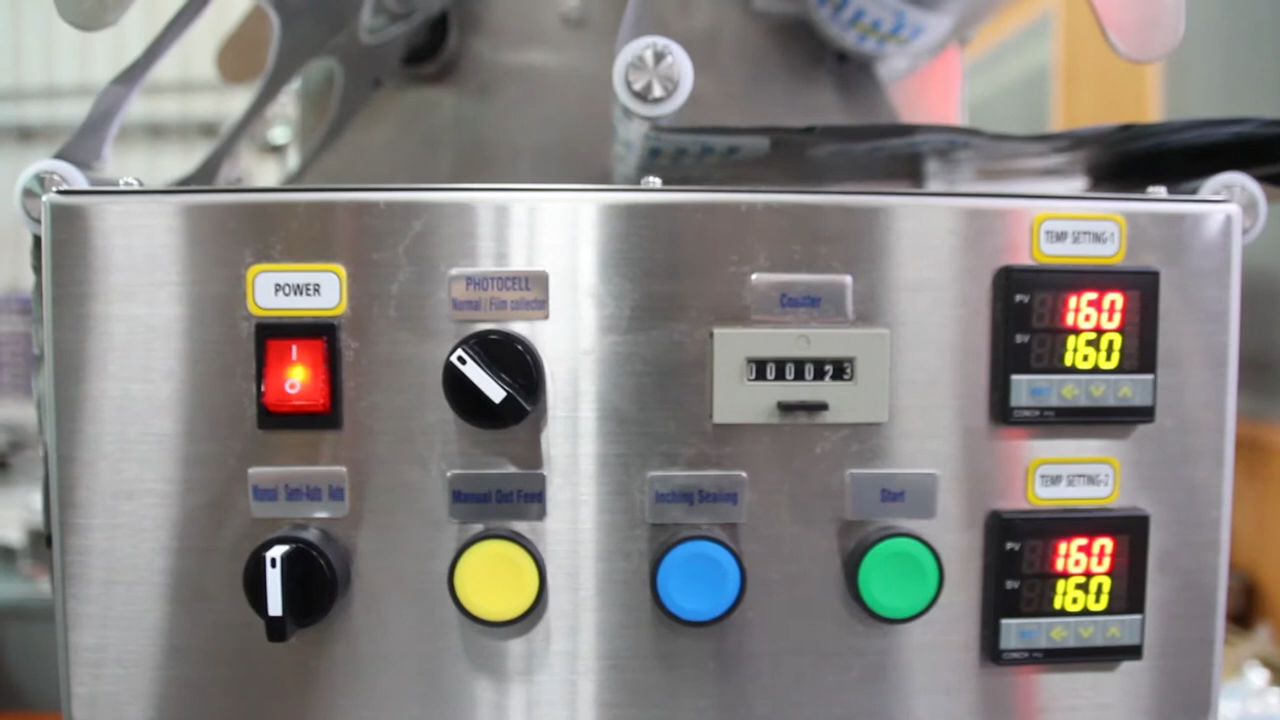 TEMP SETTING-1
POWER
PHOTOCELL
Normal / Film collector
Counter
PV 160
SV 160
I
O
000023
Manual Semi-Auto Auto
Manual Out Feed
Inching Sealing
Start
TEMP SETTING-2
PV 160
SV 160